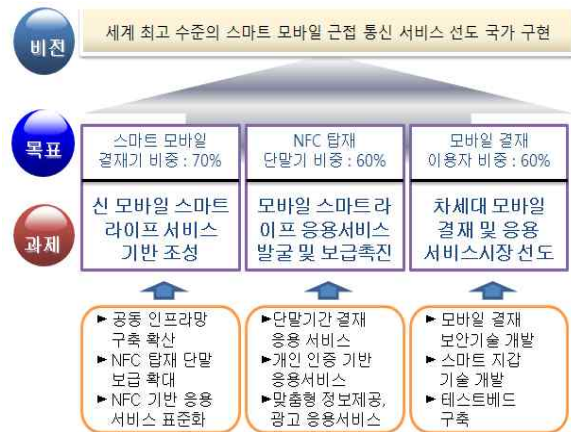 비전
세계 최고 수준의 스마트 모바일 근접 통신 서비스 선도 국가 구현
목표
스마트 모바일
결재기 비중 : 70%
NFC 탑재
단말기 비중 : 60%
모바일 결재
이용자 비중 : 60%
과제
신 모바일 스마트
라이프 서비스
기반 조성
모바일 스마트 라
이프 응용서비스
발굴 및 보급촉진
차세대 모바일
결재 및 응용
서비스시장 선도
► 공동 인프라망
구축 확산
► NFC 탑재 단말
보급 확대
► NFC 기반 응용
서비스 표준화
►단말기간 결재
응용 서비스
►개인 인증 기반
응용서비스
►맞춤형 정보제공,
광고 응용서비스
► 모바일 결재
보안기술 개발
► 스마트 지갑
기술 개발
► 테스트베드
구축